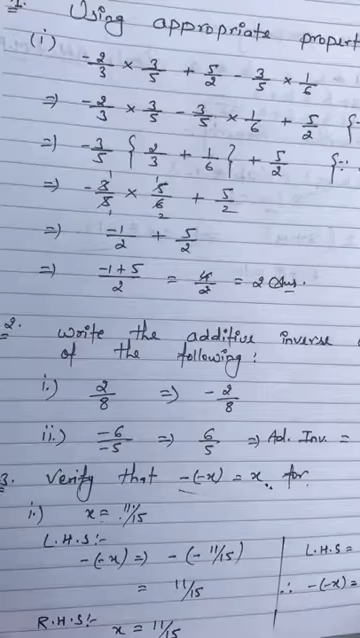 1. Using appropriate propert
(i) -2/3 × 3/5 + 5/2 - 3/5 × 1/6
=> -2/3 × 3/5 - 3/5 × 1/6 + 5/2 {
=> -3/5 { 2/3 + 1/6 } + 5/2 {∵
=> -3/5 × 5/6 + 5/2
1 1 2
=> -1/2 + 5/2
=> -1+5/2 = 4/2 = 2 Ans.
2. Write the additive inverse
of the following:
i.) 2/8 => -2/8
ii.) -6/-5 => 6/5 => Ad. Inv. =
3. Verify that -(-x) = x. for
i.) x = 11/15
L.H.S:- L.H.S =
-(-x) => -(-11/15) ∴ -(-x) =
= 11/15
R.H.S:- x = 11/15